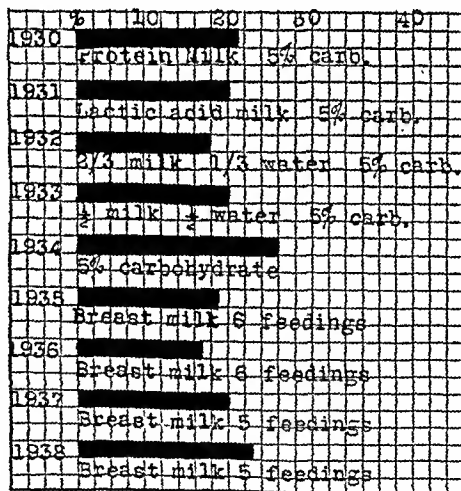 % 10 20 30 40
1930
Protein Milk 5% carb.
1931
Lactic acid milk 5% carb.
1932
2/3 milk 1/3 water 5% carb.
1933
½ milk ½ water 5% carb.
1934
5% carbohydrate
1935
Breast milk 6 feedings
1936
Breast milk 6 feedings
1937
Breast milk 5 feedings
1938
Breast milk 5 feedings